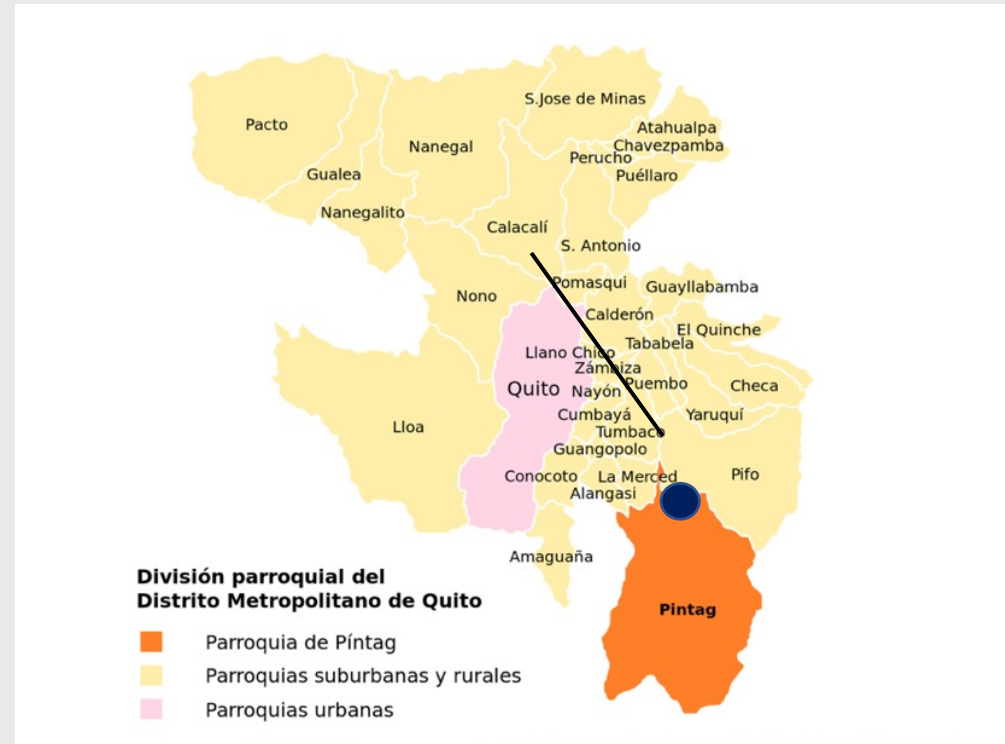 S.Jose de Minas
Pacto
Atahualpa
Nanegal
Chavezpamba
Perucho
Gualea
Puéllaro
Nanegalito
Calacalí
S. Antonio
Pomasqui
Guayllabamba
Nono
Calderón
El Quinche
Tababela
Llano Chico
Zámbiza
Puembo
Checa
Quito
Nayón
Cumbayá
Yaruquí
Lloa
Tumbaco
Guangopolo
Conocoto
La Merced
Pifo
Alangasi
Amaguaña
División parroquial del
Distrito Metropolitano de Quito
Pintag
Parroquia de Píntag
Parroquias suburbanas y rurales
Parroquias urbanas